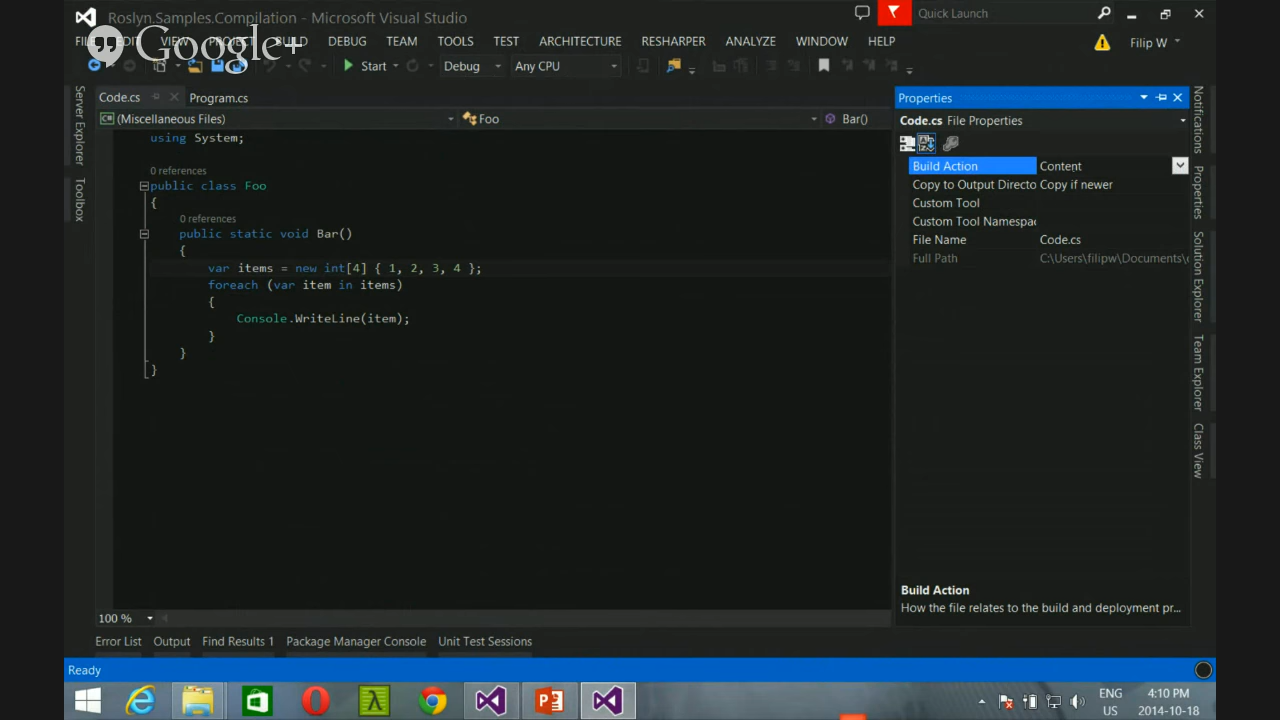 Roslyn.Samples.Compilation - Microsoft Visual Studio
Quick Launch
Google+
FILE EDIT VIEW PROJECT BUILD DEBUG TEAM TOOLS TEST ARCHITECTURE RESHARPER ANALYZE WINDOW HELP
Filip W
Start
Debug
Any CPU
Server Explorer
Toolbox
Code.cs
Program.cs
(Miscellaneous Files)
Foo
Bar()
using System;
0 references
public class Foo
{
0 references
public static void Bar()
{
var items = new int[4] { 1, 2, 3, 4 };
foreach (var item in items)
{
Console.WriteLine(item);
}
}
}
100 %
Properties
Code.cs File Properties
Build Action Content
Copy to Output Directo Copy if newer
Custom Tool
Custom Tool Namespac
File Name Code.cs
Full Path C:\Users\filipw\Documents\
Build Action
How the file relates to the build and deployment pr...
Notifications
Properties
Solution Explorer
Team Explorer
Class View
Error List Output Find Results 1 Package Manager Console Unit Test Sessions
Ready
ENG
US
4:10 PM
2014-10-18